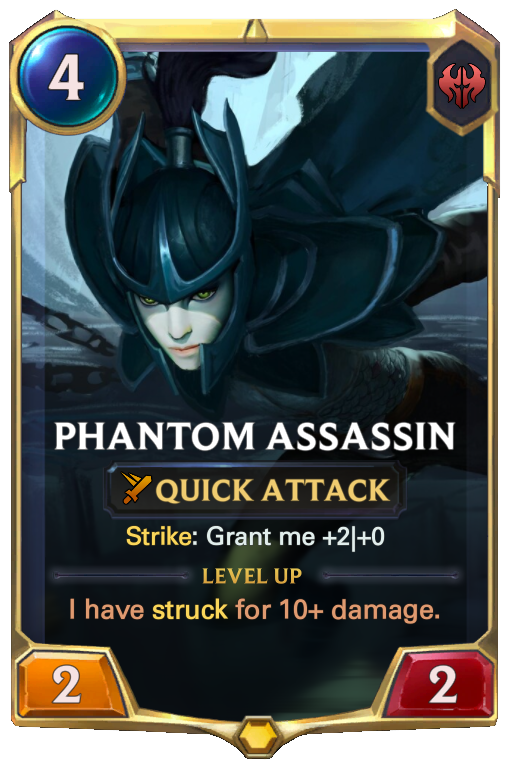 4
PHANTOM ASSASSIN
QUICK ATTACK
Strike: Grant me +2|+0
LEVEL UP
I have struck for 10+ damage.
2 2